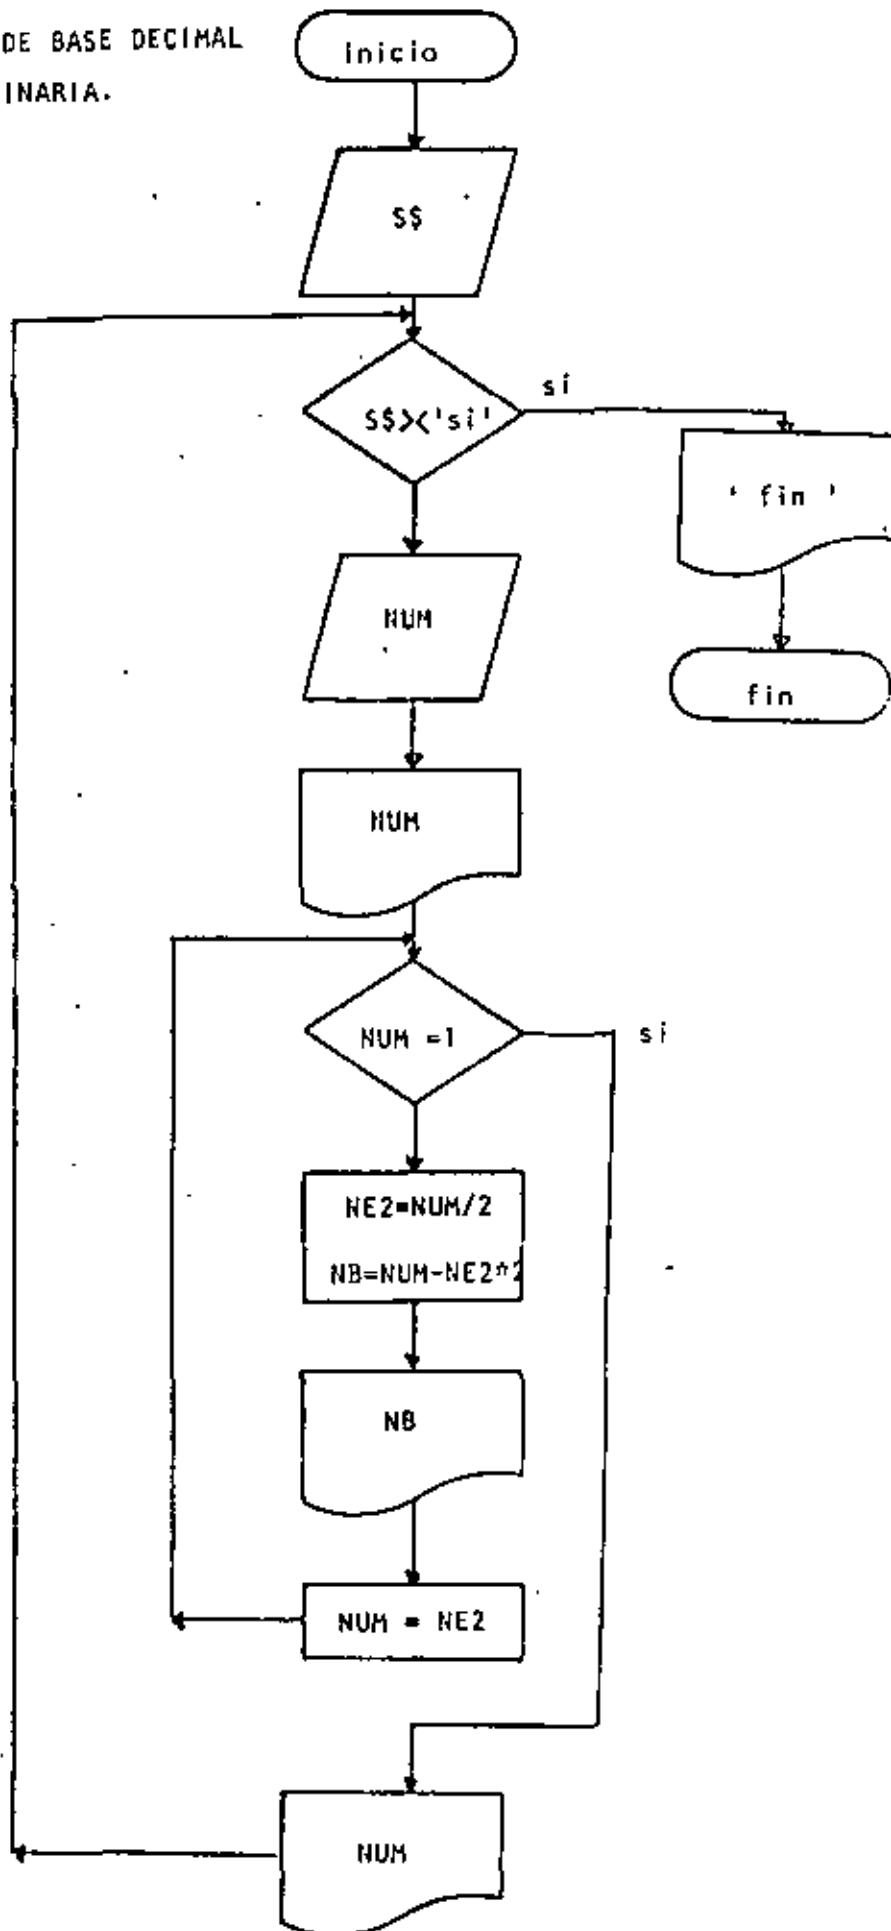 DE BASE DECIMAL
INARIA.
inicio
S$
S$><'si'
si
' fin '
fin
NUM
NUM
NUM =1
si
NE2=NUM/2
NB=NUM-NE2*2
NB
NUM = NE2
NUM